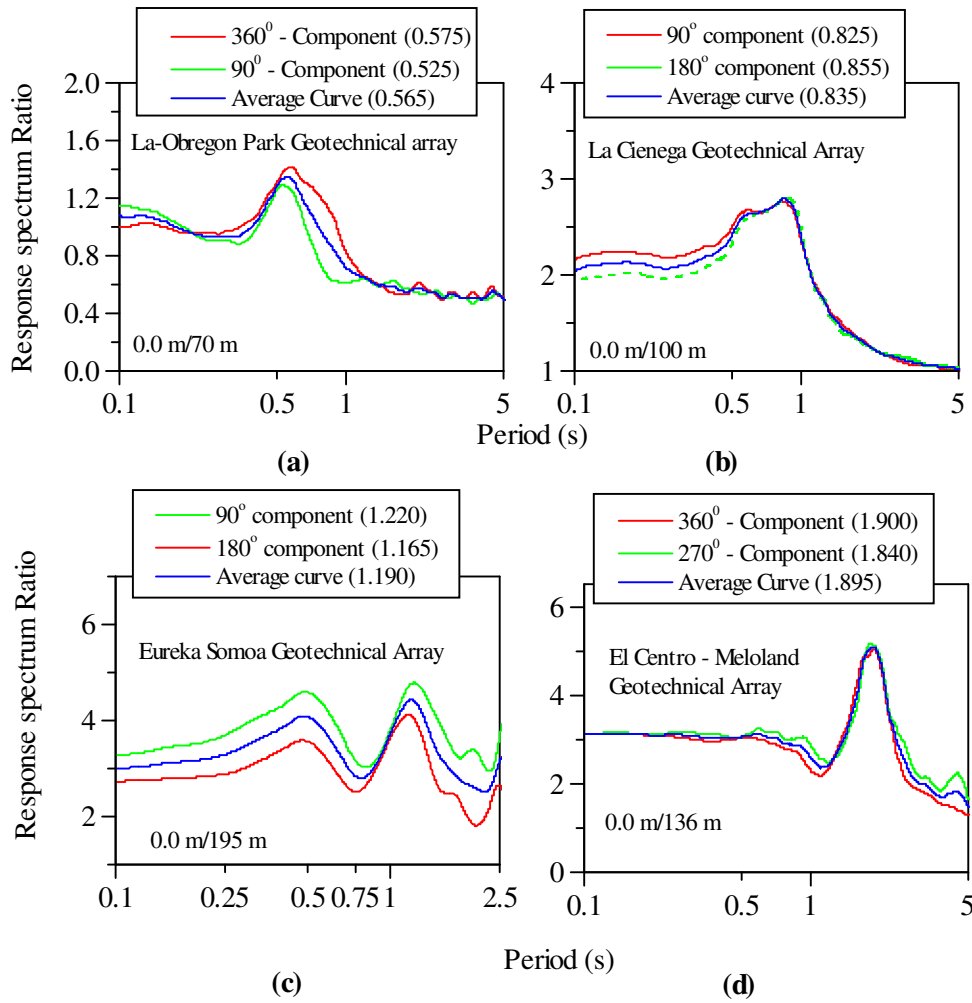 360⁰ - Component (0.575)
90⁰ - Component (0.525)
Average Curve (0.565)
La-Obregon Park Geotechnical array
Response spectrum Ratio
2.0
1.6
1.2
0.8
0.4
0.0
0.0 m/70 m
0.1
0.5
1
5
(a)
90° component (0.825)
180° component (0.855)
Average curve (0.835)
La Cienega Geotechnical Array
4
3
2
1
0.0 m/100 m
0.1
0.5
1
5
Period (s)
(b)
90° component (1.220)
180° component (1.165)
Average curve (1.190)
Eureka Somoa Geotechnical Array
Response spectrum Ratio
6
4
2
0.0 m/195 m
0.1
0.25
0.5
0.75
1
2.5
(c)
360⁰ - Component (1.900)
270⁰ - Component (1.840)
Average Curve (1.895)
El Centro - Meloland
Geotechnical Array
6
4
2
0
0.0 m/136 m
0.1
0.5
1
5
Period (s)
(d)